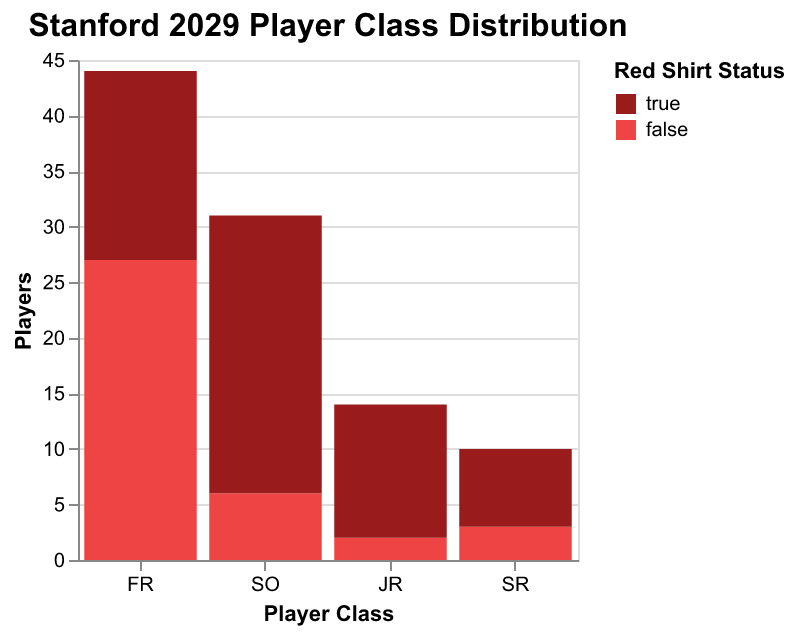 Stanford 2029 Player Class Distribution
Red Shirt Status
true
false
Players
45
40
35
30
25
20
15
10
5
0
FR SO JR SR
Player Class